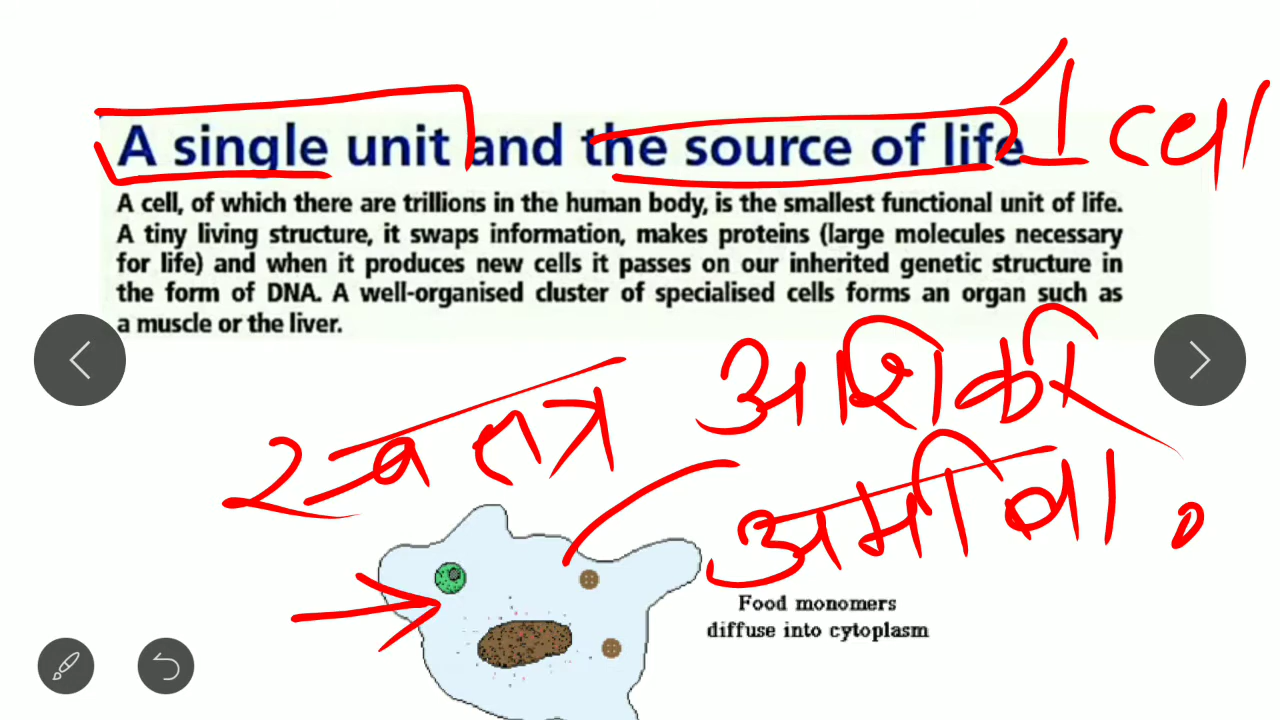 A single unit and the source of life
1 cell
A cell, of which there are trillions in the human body, is the smallest functional unit of life.
A tiny living structure, it swaps information, makes proteins (large molecules necessary
for life) and when it produces new cells it passes on our inherited genetic structure in
the form of DNA. A well-organised cluster of specialised cells forms an organ such as
a muscle or the liver.
अमीबा
Food monomers
diffuse into cytoplasm